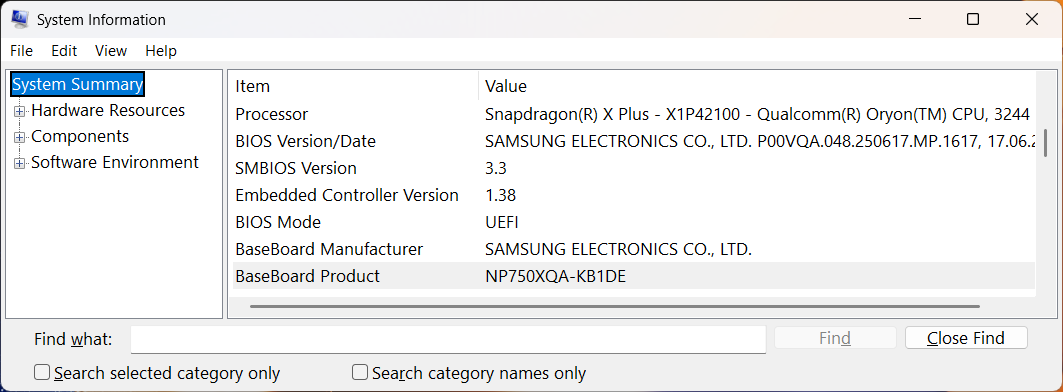 System Information
File Edit View Help
System Summary
Hardware Resources
Components
Software Environment
Item Value
Processor Snapdragon(R) X Plus - X1P42100 - Qualcomm(R) Oryon(TM) CPU, 3244
BIOS Version/Date SAMSUNG ELECTRONICS CO., LTD. P00VQA.048.250617.MP.1617, 17.06.2
SMBIOS Version 3.3
Embedded Controller Version 1.38
BIOS Mode UEFI
BaseBoard Manufacturer SAMSUNG ELECTRONICS CO., LTD.
BaseBoard Product NP750XQA-KB1DE
Find what: Find Close Find
Search selected category only Search category names only